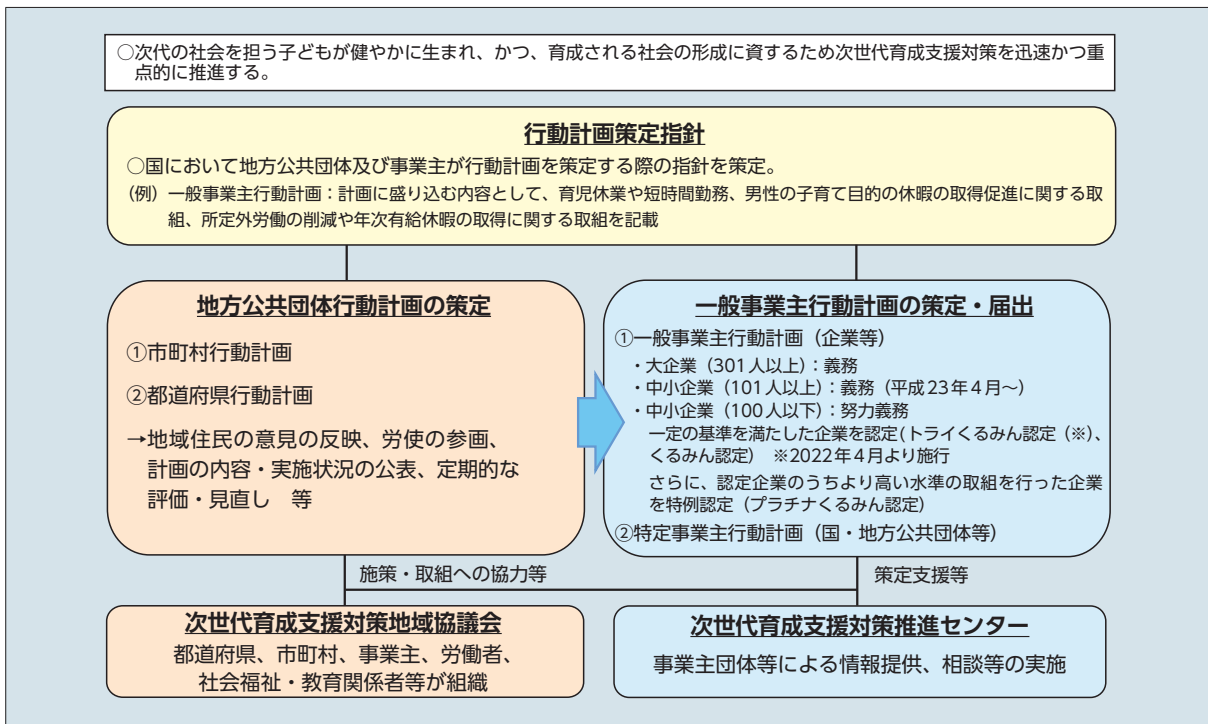 ○次代の社会を担う子どもが健やかに生まれ、かつ、育成される社会の形成に資するため次世代育成支援対策を迅速かつ重
点的に推進する。
行動計画策定指針
○国において地方公共団体及び事業主が行動計画を策定する際の指針を策定。
(例) 一般事業主行動計画：計画に盛り込む内容として、育児休業や短時間勤務、男性の子育て目的の休暇の取得促進に関する取
組、所定外労働の削減や年次有給休暇の取得に関する取組を記載
地方公共団体行動計画の策定
①市町村行動計画
②都道府県行動計画
→地域住民の意見の反映、労使の参画、
計画の内容・実施状況の公表、定期的な
評価・見直し　等
一般事業主行動計画の策定・届出
①一般事業主行動計画（企業等）
・大企業（301人以上）：義務
・中小企業（101人以上）：義務（平成23年４月～）
・中小企業（100人以下）：努力義務
一定の基準を満たした企業を認定(トライくるみん認定（※）、
くるみん認定）　※2022年４月より施行
さらに、認定企業のうちより高い水準の取組を行った企業
を特例認定（プラチナくるみん認定）
②特定事業主行動計画（国・地方公共団体等）
施策・取組への協力等
策定支援等
次世代育成支援対策地域協議会
都道府県、市町村、事業主、労働者、
社会福祉・教育関係者等が組織
次世代育成支援対策推進センター
事業主団体等による情報提供、相談等の実施